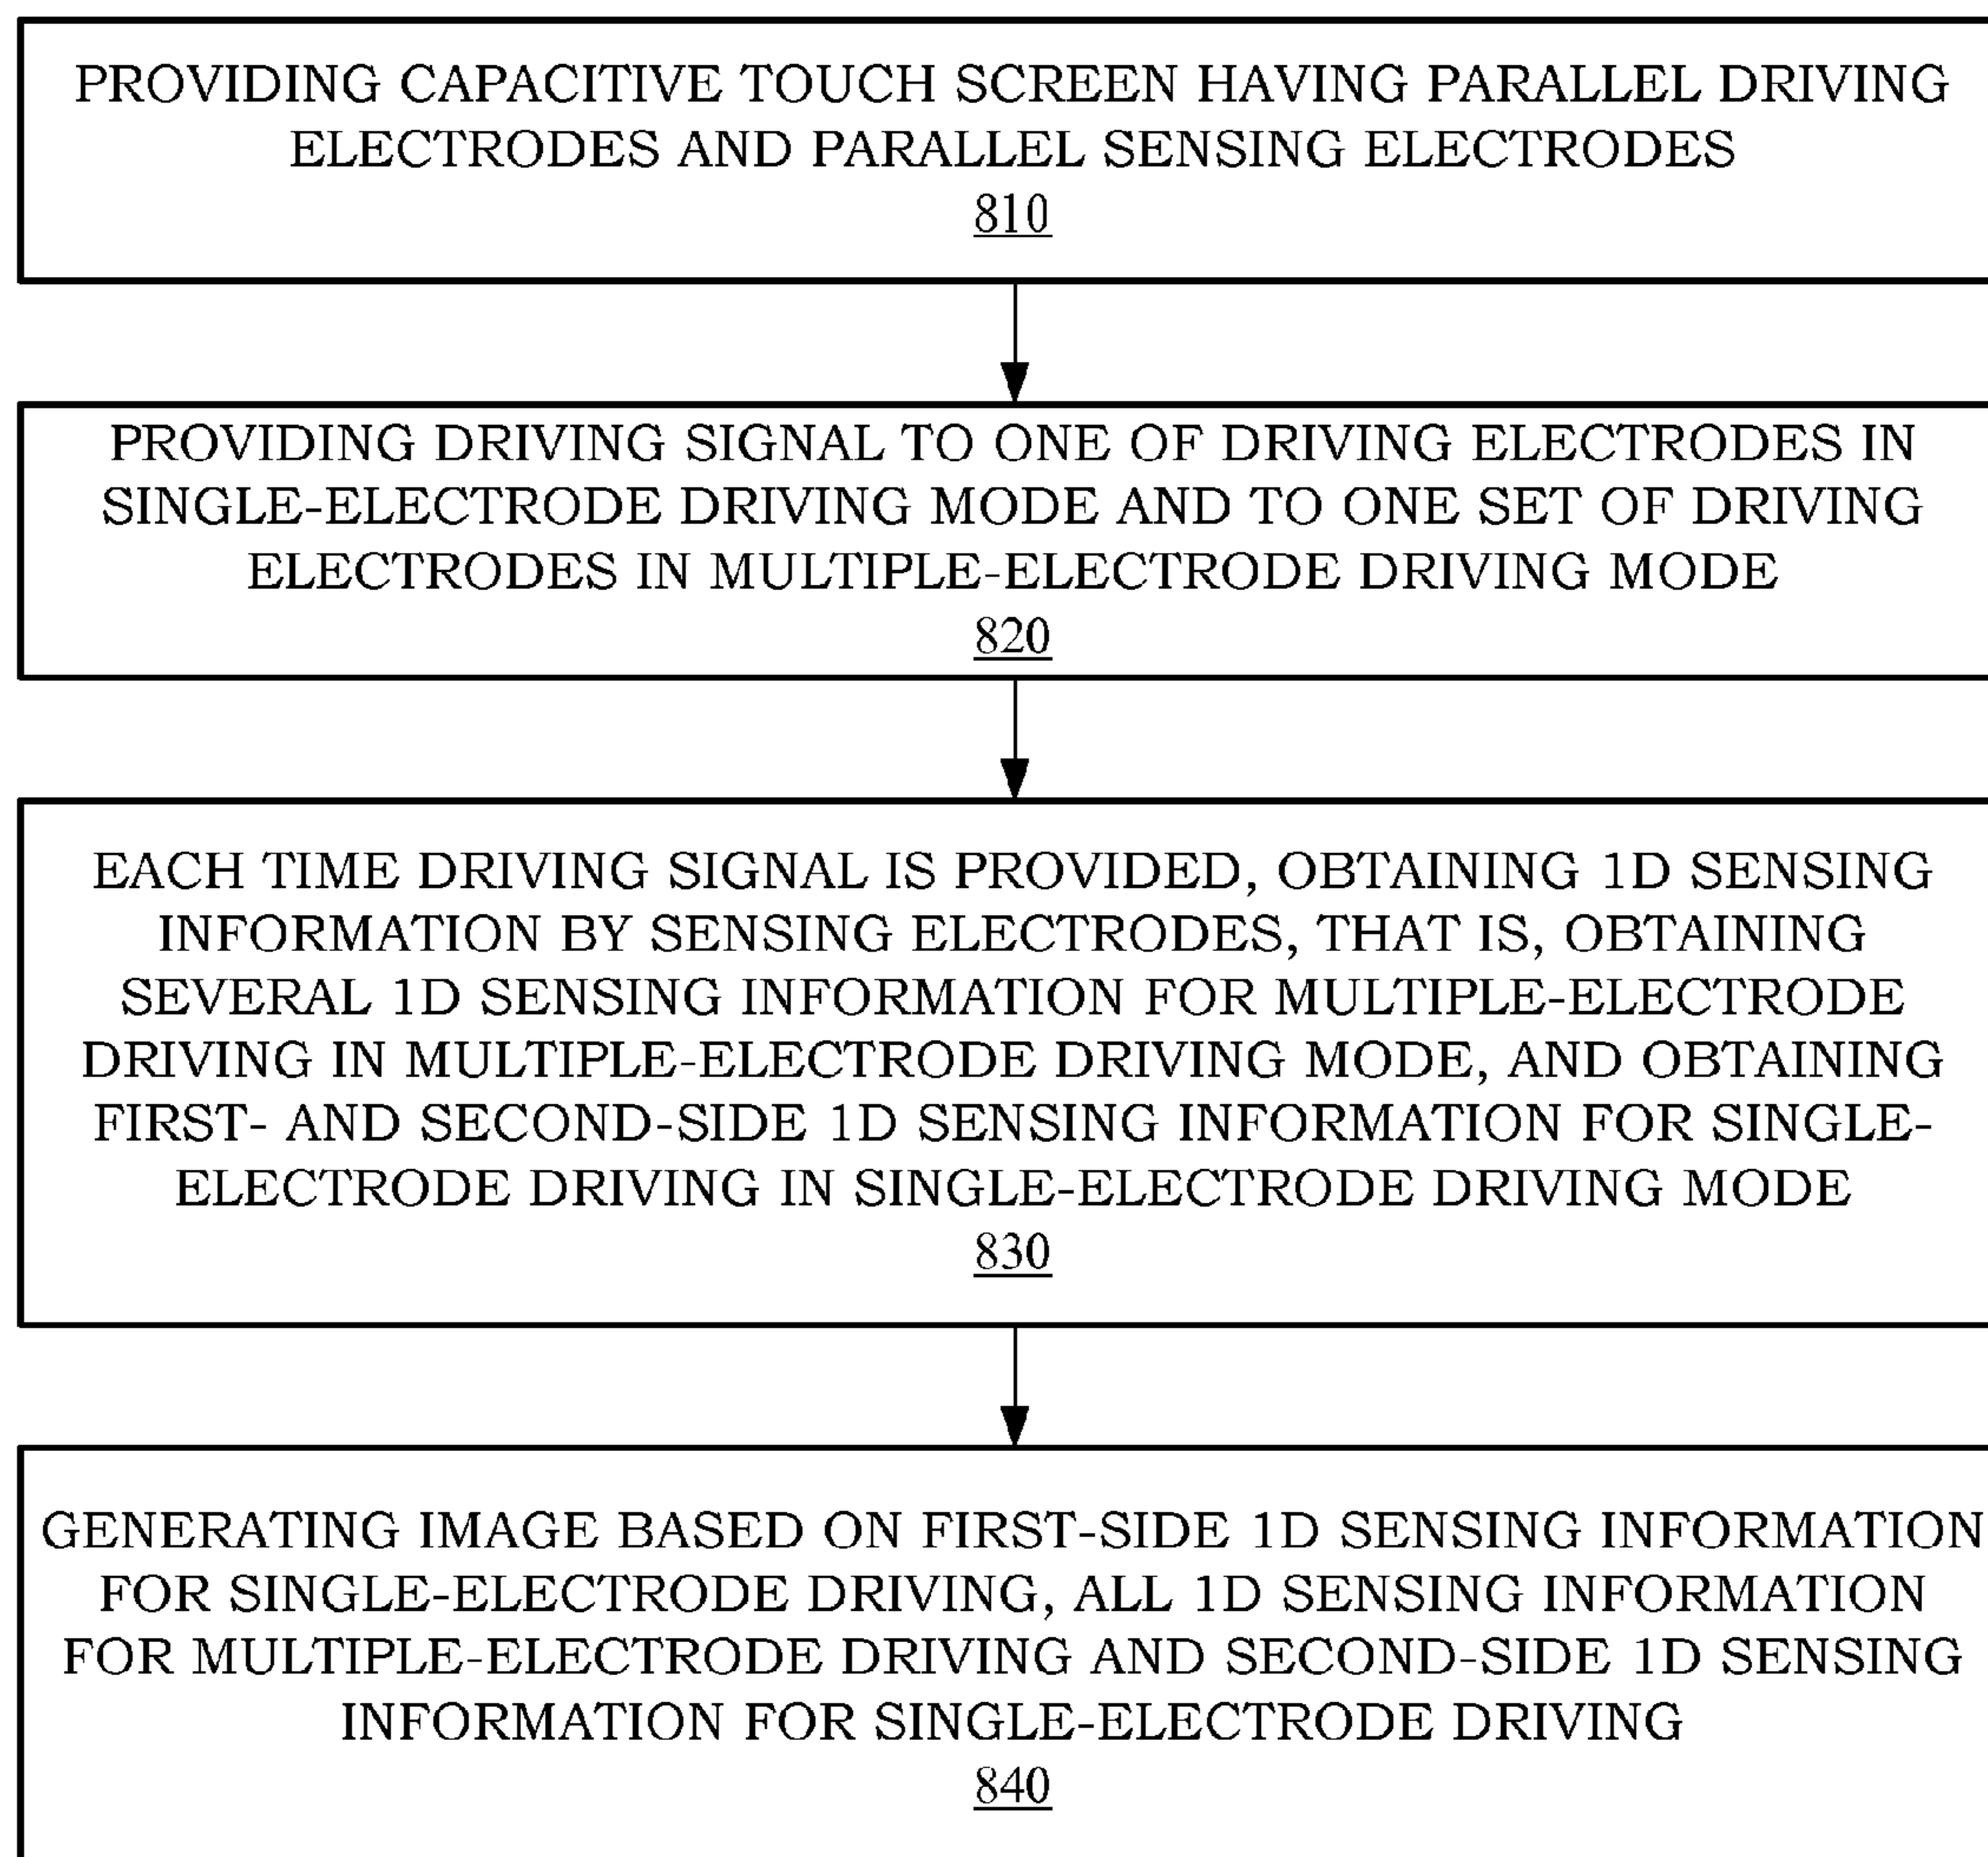 PROVIDING CAPACITIVE TOUCH SCREEN HAVING PARALLEL DRIVING
ELECTRODES AND PARALLEL SENSING ELECTRODES
810
PROVIDING DRIVING SIGNAL TO ONE OF DRIVING ELECTRODES IN
SINGLE-ELECTRODE DRIVING MODE AND TO ONE SET OF DRIVING
ELECTRODES IN MULTIPLE-ELECTRODE DRIVING MODE
820
EACH TIME DRIVING SIGNAL IS PROVIDED, OBTAINING 1D SENSING
INFORMATION BY SENSING ELECTRODES, THAT IS, OBTAINING
SEVERAL 1D SENSING INFORMATION FOR MULTIPLE-ELECTRODE
DRIVING IN MULTIPLE-ELECTRODE DRIVING MODE, AND OBTAINING
FIRST- AND SECOND-SIDE 1D SENSING INFORMATION FOR SINGLE-
ELECTRODE DRIVING IN SINGLE-ELECTRODE DRIVING MODE
830
GENERATING IMAGE BASED ON FIRST-SIDE 1D SENSING INFORMATION
FOR SINGLE-ELECTRODE DRIVING, ALL 1D SENSING INFORMATION
FOR MULTIPLE-ELECTRODE DRIVING AND SECOND-SIDE 1D SENSING
INFORMATION FOR SINGLE-ELECTRODE DRIVING
840